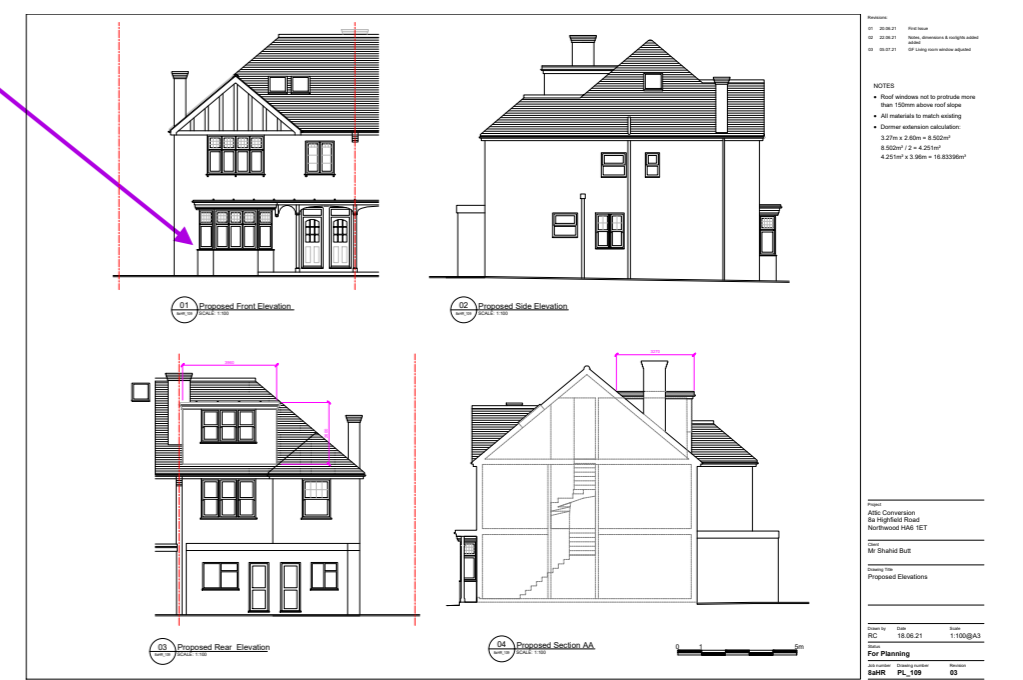 Revisions:
01 20.06.21 First Issue
02 22.06.21 Notes, dimensions & rooflights added
added
03 05.07.21 GF Living room window adjusted
NOTES
• Roof windows not to protrude more
than 150mm above roof slope
• All materials to match existing
• Dormer extension calculation:
3.27m x 2.60m = 8.502m²
8.502m² / 2 = 4.251m²
4.251m² x 3.96m = 16.83396m³
01 Proposed Front Elevation
SCALE: 1:100
02 Proposed Side Elevation
SCALE: 1:100
3960
3270
03 Proposed Rear Elevation
SCALE: 1:100
04 Proposed Section AA
SCALE: 1:100
0 1 5m
Project
Attic Conversion
8a Highfield Road
Northwood HA6 1ET
Client
Mr Shahid Butt
Drawing Title
Proposed Elevations
Drawn by Date Scale
RC 18.06.21 1:100@A3
Status
For Planning
Job number Drawing number Revision
8aHR PL_109 03